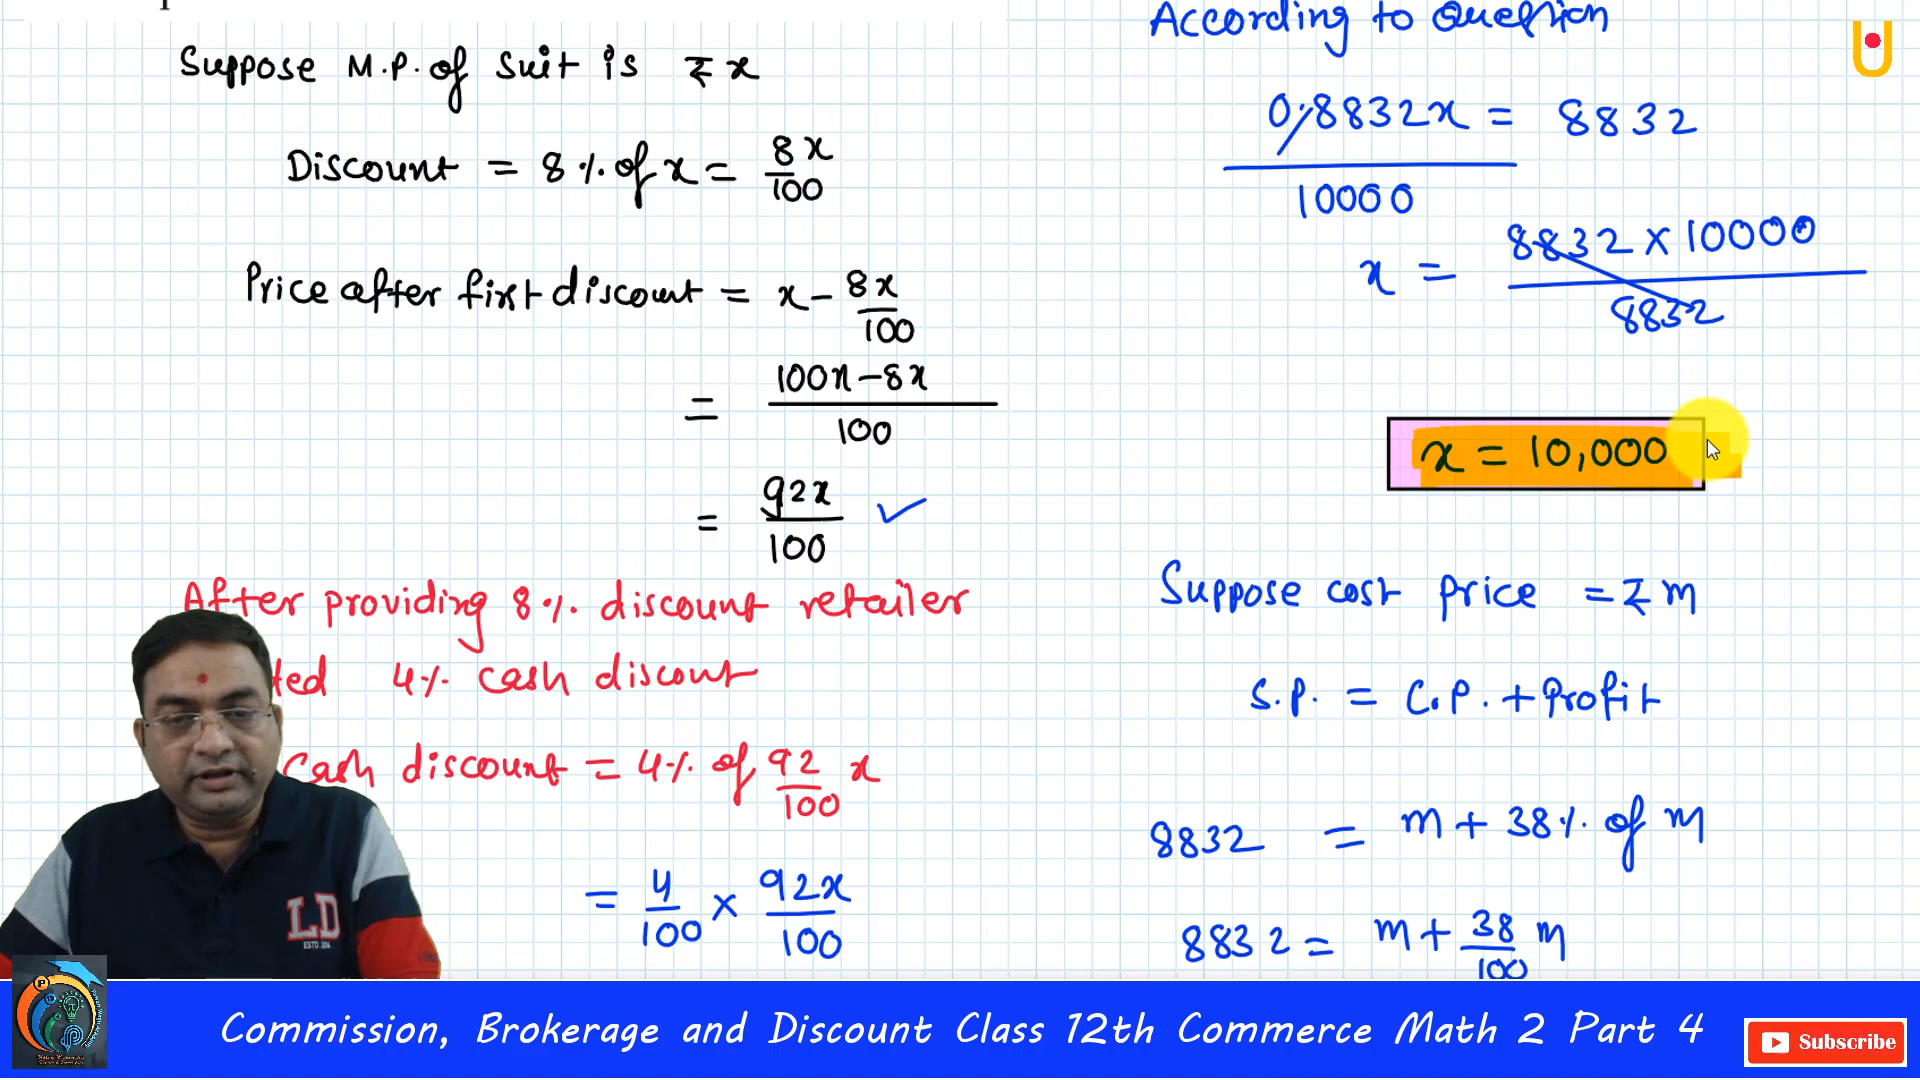 Suppose M.P. of suit is ₹ x
Discount = 8 % of x = 8x/100
Price after first discount = x - 8x/100
= 100x - 8x/100
= 92x/100 ✓
After providing 8% discount retailer
ted 4% cash discount
Cash discount = 4% of 92/100 x
= 4/100 × 92x/100
According to Question
0,8832x/10000 = 8832
x = 8832 × 10000/8832
x = 10,000
Suppose cost price = ₹ m
S.P. = C.P. + Profit
8832 = m + 38% of m
8832 = m + 38/100 m
LD
ESTD.
Commission, Brokerage and Discount Class 12th Commerce Math 2 Part 4
Subscribe